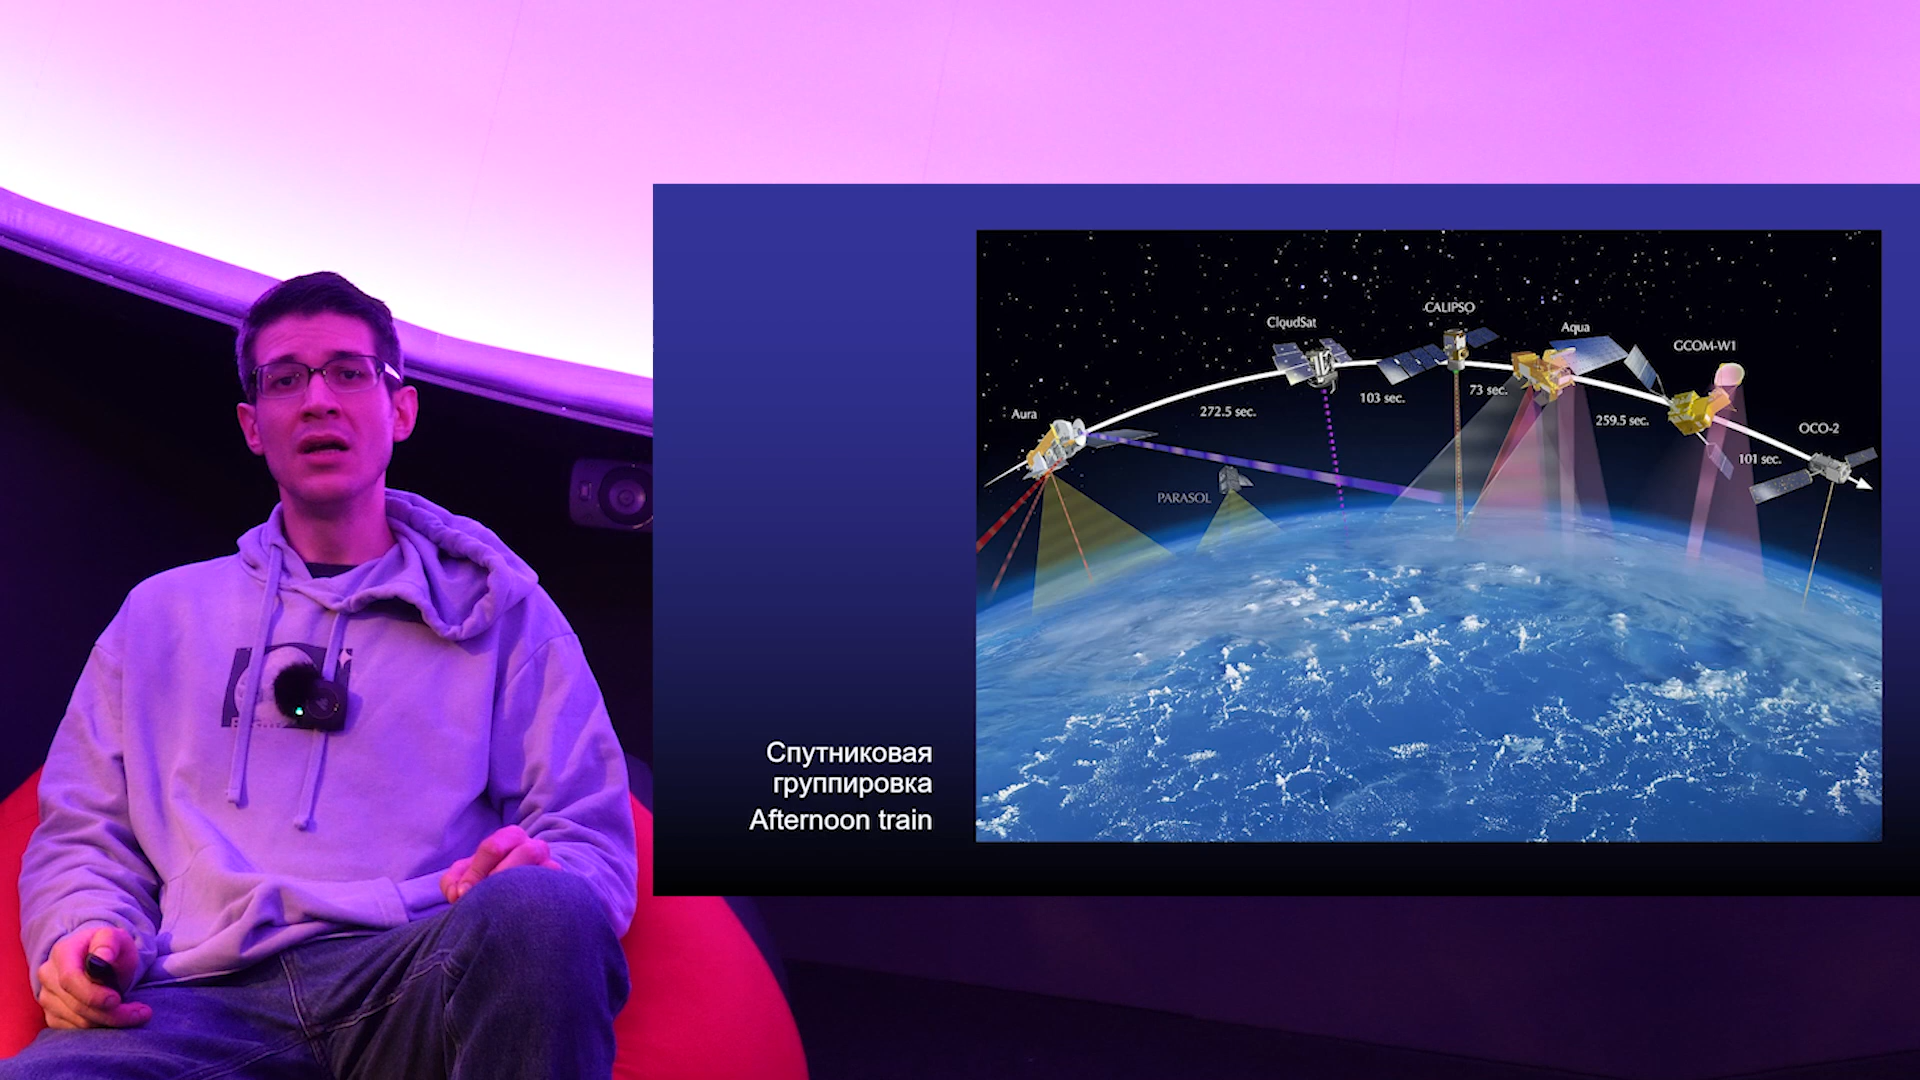 CALIPSO
CloudSat
Aqua
GCOM-W1
73 sec.
103 sec.
272.5 sec.
Aura
259.5 sec.
OCO-2
101 sec.
PARASOL
Спутниковая
группировка
Afternoon train